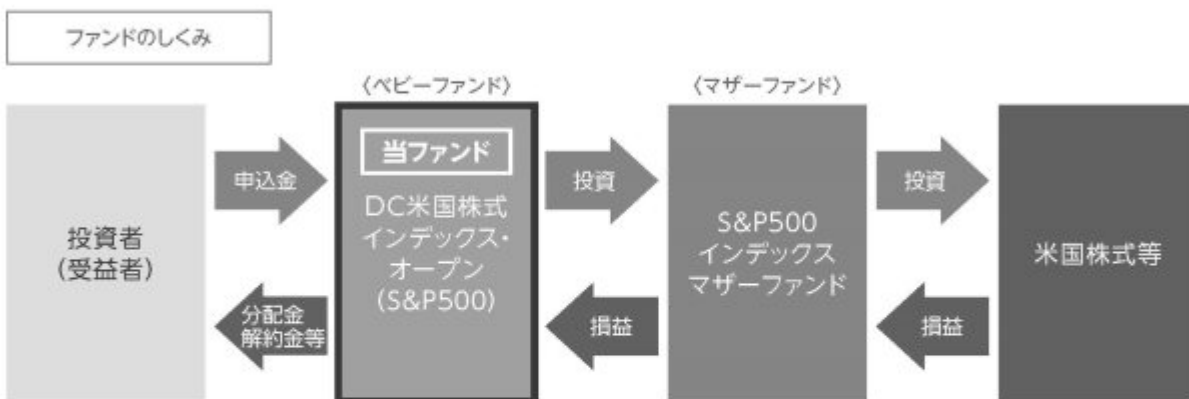 ファンドのしくみ
〈ベビーファンド〉
〈マザーファンド〉
投資者
(受益者)
申込金
分配金
解約金等
当ファンド
DC米国株式
インデックス・
オープン
(S&P500)
投資
損益
S&P500
インデックス
マザーファンド
投資
損益
米国株式等